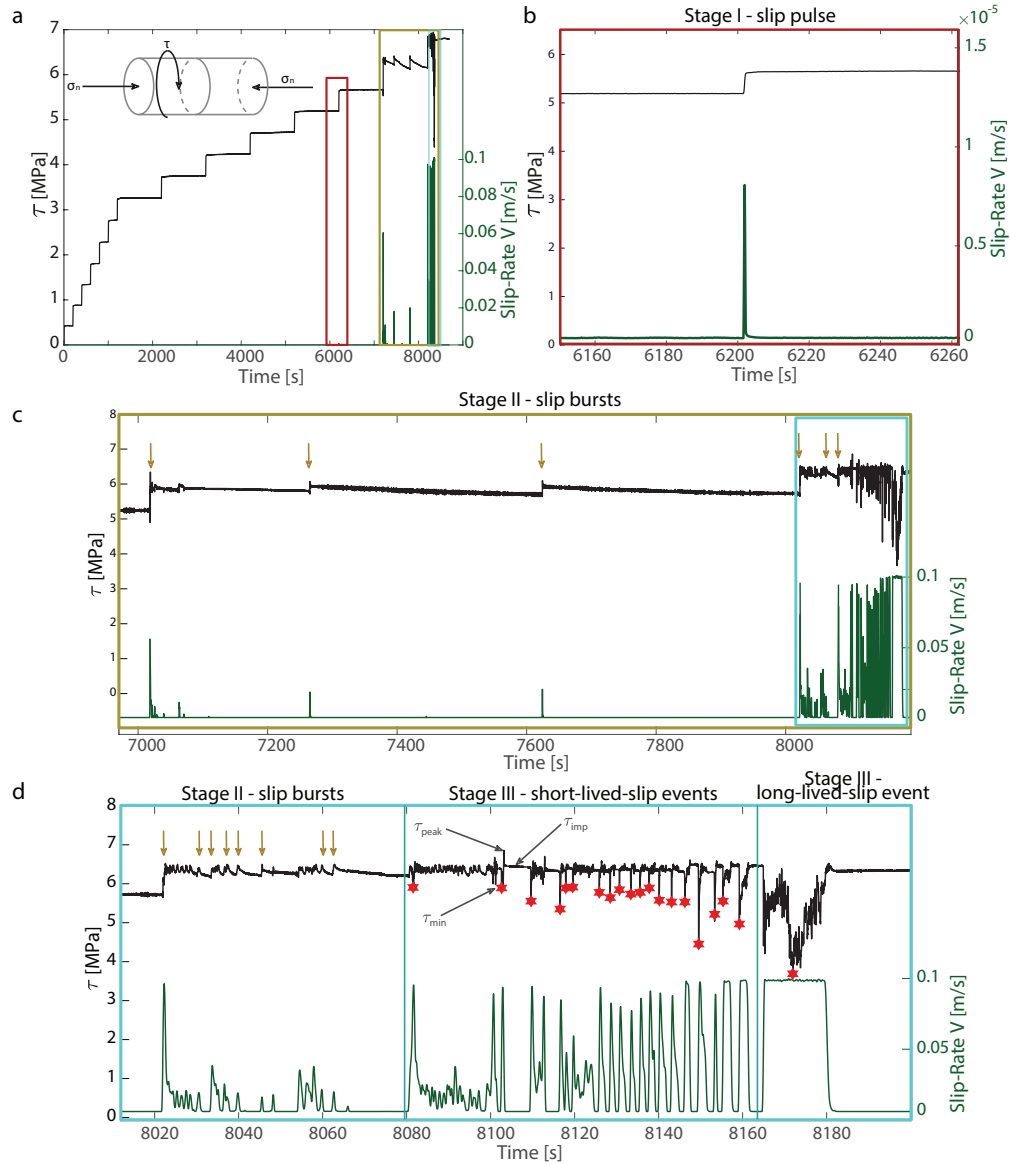 a
7
6
5
4
3
2
1
0
τ [MPa]
τ
σn
σn
0.1
0.08
0.06
0.04
0.02
0
Slip-Rate V [m/s]
0 2000 4000 6000 8000
Time [s]
b
Stage I - slip pulse
×10⁻⁵
6
5
4
3
2
1
0
τ [MPa]
15
1
0.5
0
Slip-Rate V [m/s]
6160 6180 6200 6220 6240 6260
Time [s]
c
Stage II - slip bursts
8
7
6
5
4
3
2
1
0
τ [MPa]
0.1
0.05
0
Slip-Rate V [m/s]
7000 7200 7400 7600 7800 8000
Time [s]
d
Stage II - slip bursts
Stage III - short-lived-slip events
Stage III -
long-lived-slip event
8
7
6
5
4
3
2
1
0
τ [MPa]
τpeak
τimp
τmin
0.1
0.05
0
Slip-Rate V [m/s]
8020 8040 8060 8080 8100 8120 8140 8160 8180
Time [s]